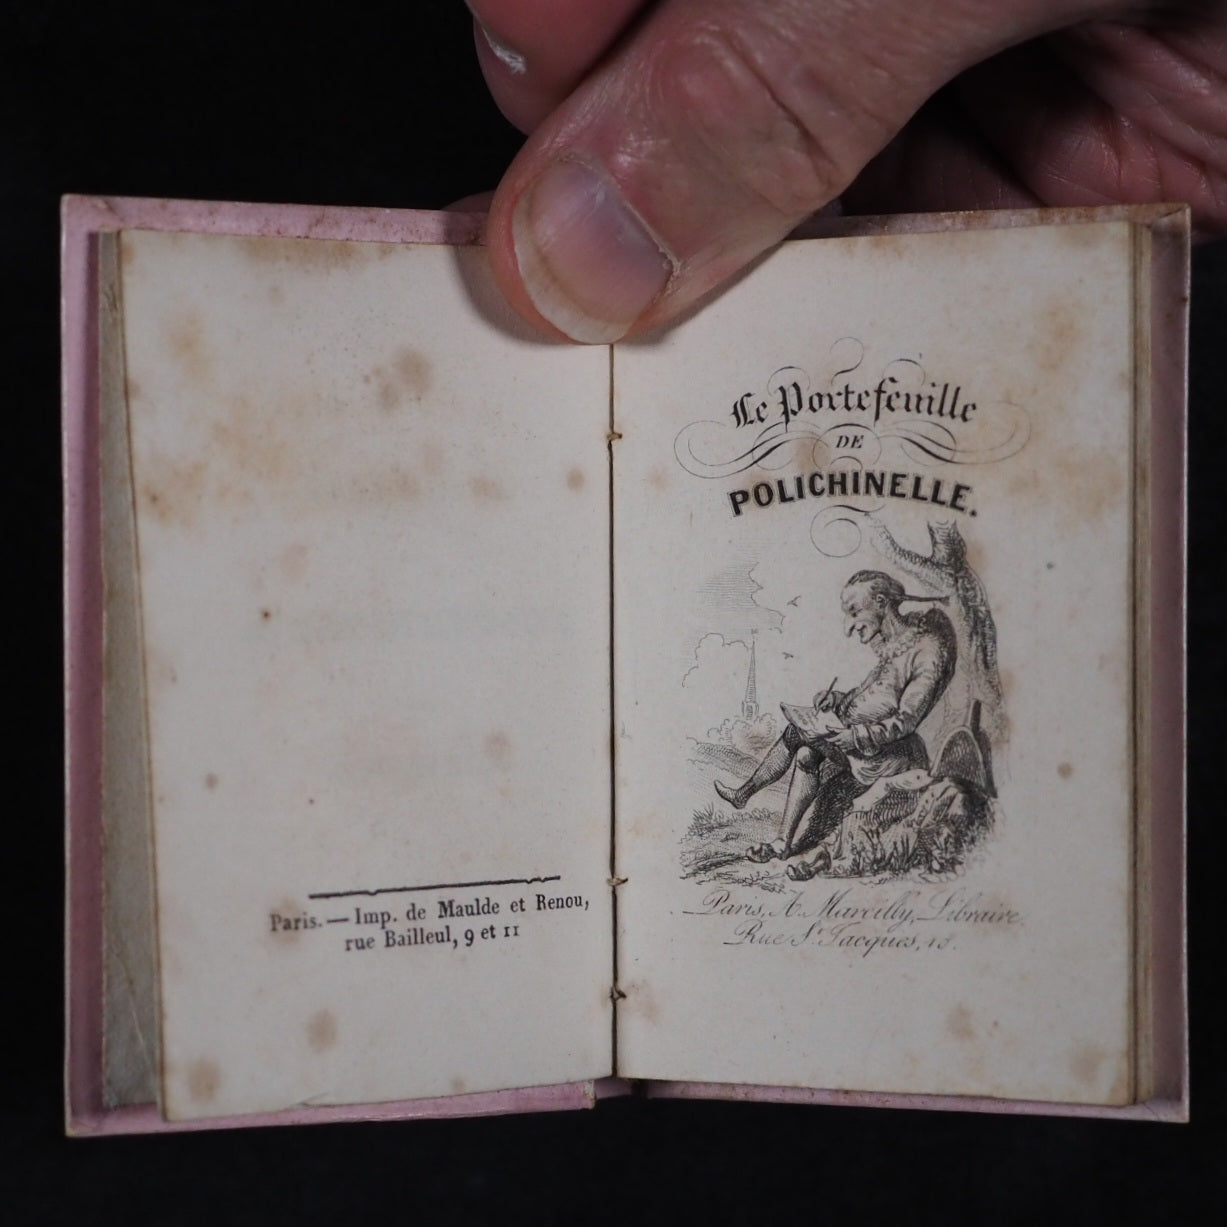 Paris. — Imp. de Maulde et Renou,
rue Bailleul, 9 et 11
Le Portefeuille
DE
POLICHINELLE.
Paris, A. Marcilly, Libraire
Rue St. Jacques, 10.